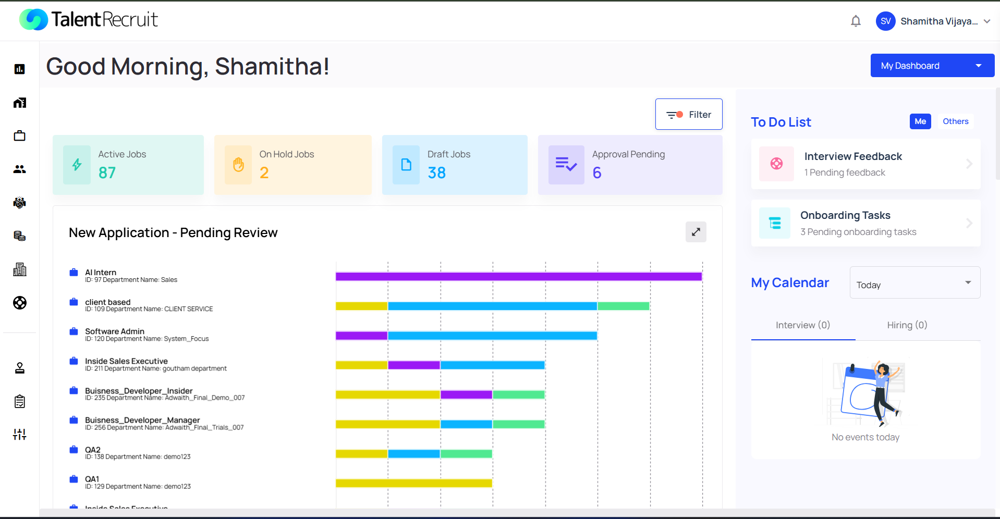 TalentRecruit
SV Shamitha Vijaya...
Good Morning, Shamitha!
My Dashboard
Filter
Active Jobs
87
On Hold Jobs
2
Draft Jobs
38
Approval Pending
6
New Application - Pending Review
AI Intern
ID: 97 Department Name: Sales
client based
ID: 109 Department Name: CLIENT SERVICE
Software Admin
ID: 120 Department Name: System_Focus
Inside Sales Executive
ID: 211 Department Name: goutham department
Buisness_Developer_Insider
ID: 235 Department Name: Adwaith_Final_Demo_007
Buisness_Developer_Manager
ID: 256 Department Name: Adwaith_FInal_Trials_007
QA2
ID: 138 Department Name: demo123
QA1
ID: 129 Department Name: demo123
Inside Sales Executive
To Do List
Me Others
Interview Feedback
1 Pending feedback
Onboarding Tasks
3 Pending onboarding tasks
My Calendar
Today
Interview (0) Hiring (0)
No events today